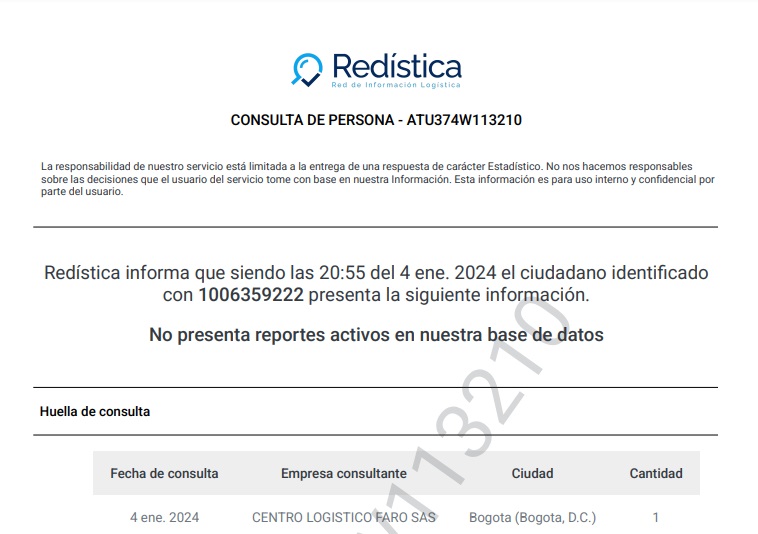 Redística
Red de Información Logística
CONSULTA DE PERSONA - ATU374W113210
La responsabilidad de nuestro servicio está limitada a la entrega de una respuesta de carácter Estadístico. No nos hacemos responsables
sobre las decisiones que el usuario del servicio tome con base en nuestra Información. Esta información es para uso interno y confidencial por
parte del usuario.
Redística informa que siendo las 20:55 del 4 ene. 2024 el ciudadano identificado
con 1006359222 presenta la siguiente información.
No presenta reportes activos en nuestra base de datos
Huella de consulta
Fecha de consulta Empresa consultante Ciudad Cantidad
4 ene. 2024 CENTRO LOGISTICO FARO SAS Bogota (Bogota, D.C.) 1
113210